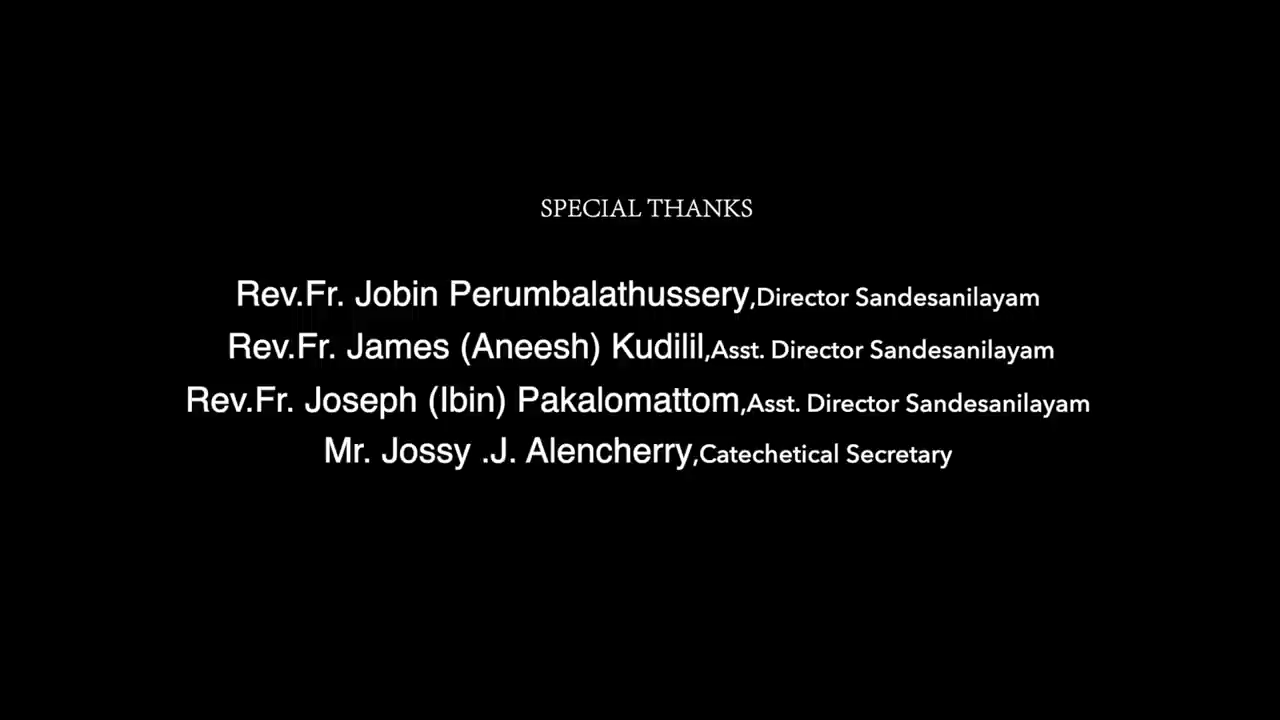 SPECIAL THANKS
Rev.Fr. Jobin Perumbalathussery,Director Sandesanilayam
Rev.Fr. James (Aneesh) Kudilil,Asst. Director Sandesanilayam
Rev.Fr. Joseph (Ibin) Pakalomattom,Asst. Director Sandesanilayam
Mr. Jossy .J. Alencherry,Catechetical Secretary